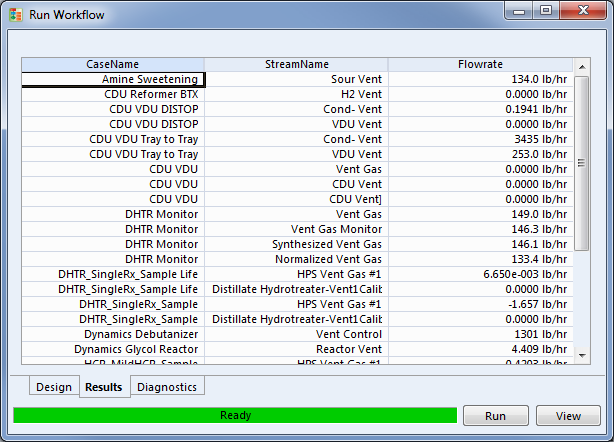 Run Workflow
CaseName StreamName Flowrate
Amine Sweetening Sour Vent 134.0 lb/hr
CDU Reformer BTX H2 Vent 0.0000 lb/hr
CDU VDU DISTOP Cond- Vent 0.1941 lb/hr
CDU VDU DISTOP VDU Vent 0.0000 lb/hr
CDU VDU Tray to Tray Cond- Vent 3435 lb/hr
CDU VDU Tray to Tray VDU Vent 253.0 lb/hr
CDU VDU Vent Gas 0.0000 lb/hr
CDU VDU CDU Vent 0.0000 lb/hr
CDU VDU CDU Vent] 0.0000 lb/hr
DHTR Monitor Vent Gas 149.0 lb/hr
DHTR Monitor Vent Gas Monitor 146.3 lb/hr
DHTR Monitor Synthesized Vent Gas 146.1 lb/hr
DHTR Monitor Normalized Vent Gas 133.4 lb/hr
DHTR_SingleRx_Sample Life HPS Vent Gas #1 6.650e-003 lb/hr
DHTR_SingleRx_Sample Life Distillate Hydrotreater-Vent1Calib 0.0000 lb/hr
DHTR_SingleRx_Sample HPS Vent Gas #1 -1.657 lb/hr
DHTR_SingleRx_Sample Distillate Hydrotreater-Vent1Calib 0.0000 lb/hr
Dynamics Debutanizer Vent Control 1301 lb/hr
Dynamics Glycol Reactor Reactor Vent 4.409 lb/hr
HCR_MildHCR_Sample HPS Vent Gas #1 0.4203 lb/hr
Design Results Diagnostics
Ready Run View